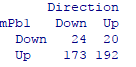 Direction
mPb1 Down Up
Down 24 20
Up 173 192